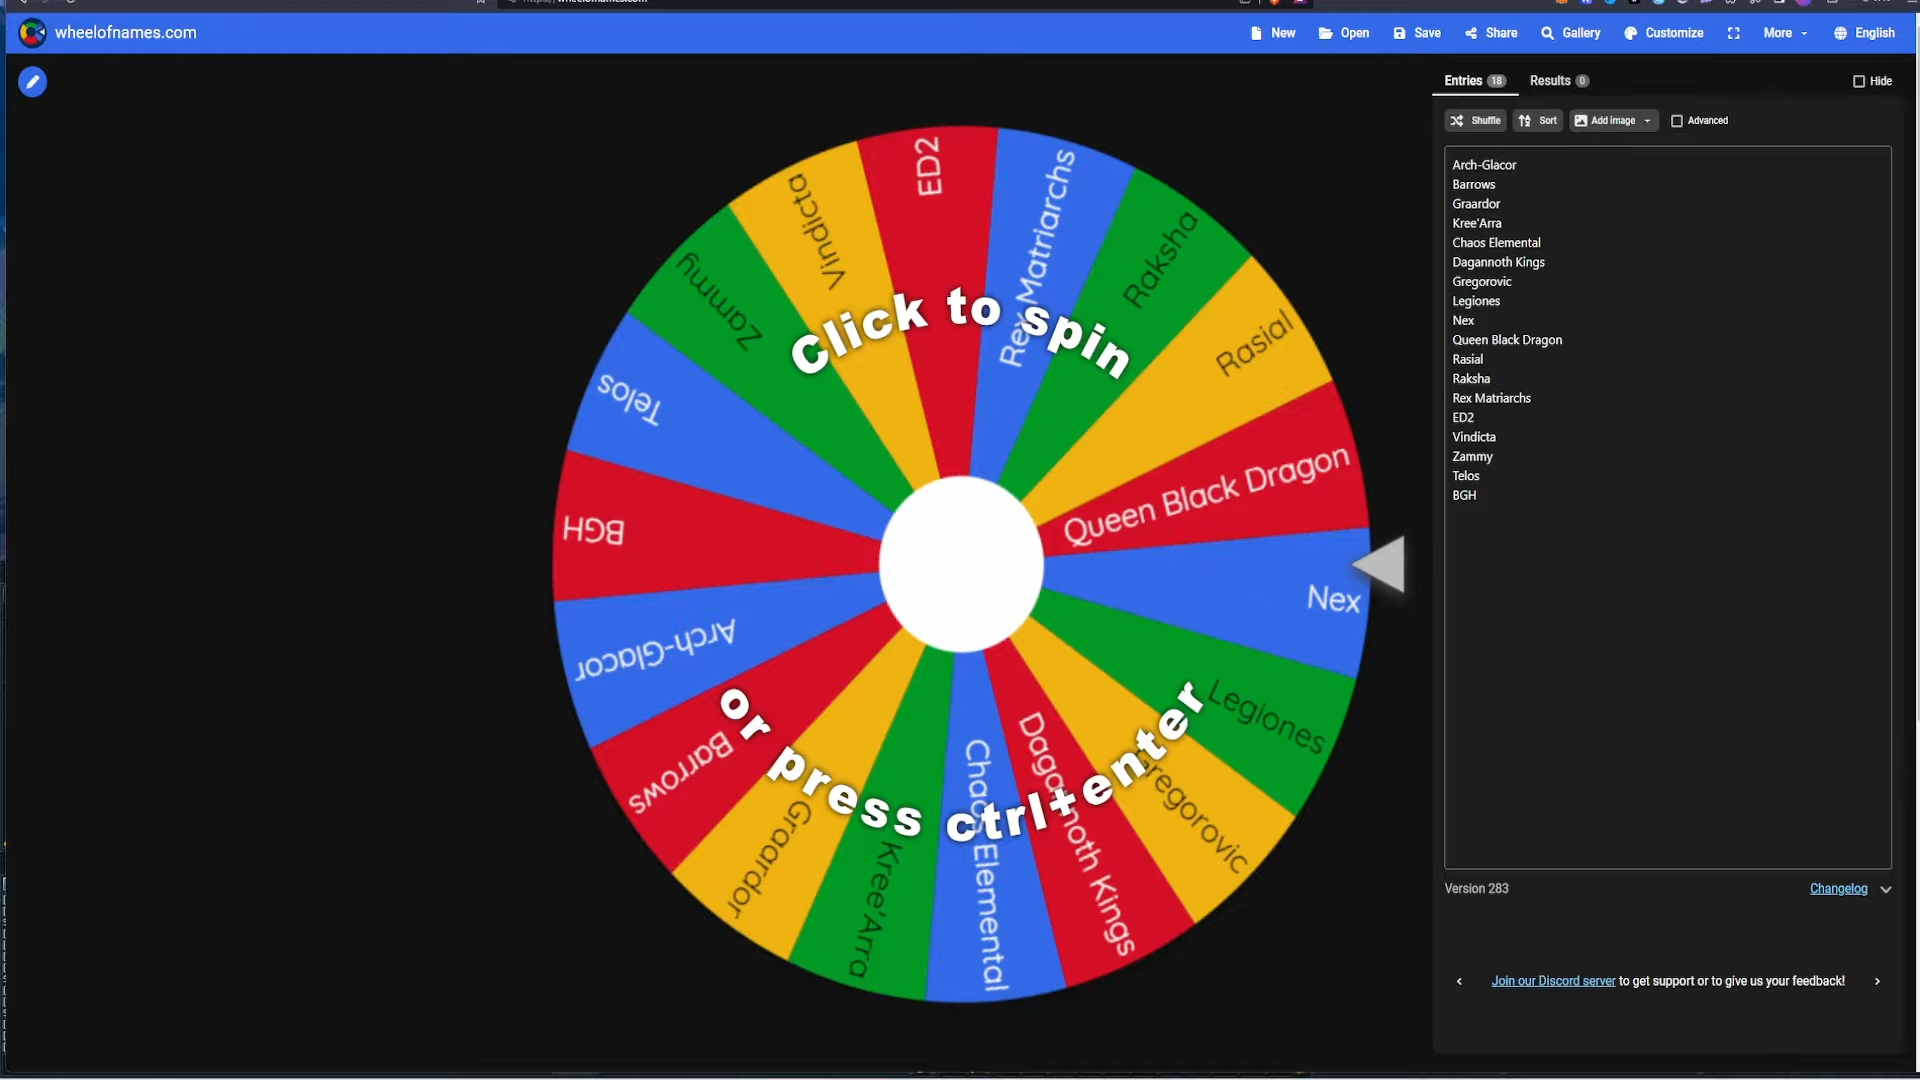 wheelofnames.com
New
Open
Save
Share
Gallery
Customize
More
English
Entries 18
Results 0
Hide
Shuffle
Sort
Add image
Advanced
Arch-Glacor
Barrows
Graardor
Kree'Arra
Chaos Elemental
Dagannoth Kings
Gregorovic
Legiones
Nex
Queen Black Dragon
Rasial
Raksha
Rex Matriarchs
ED2
Vindicta
Zammy
Telos
BGH
Version 283
Changelog
Join our Discord server to get support or to give us your feedback!
Click to spin
or press ctrl+enter
ED2
Rex Matriarchs
Raksha
Rasial
Queen Black Dragon
Nex
Legiones
Gregorovic
Dagannoth Kings
Chaos Elemental
Kree'Arra
Graardor
Barrows
Arch-Glacor
BGH
Telos
Zammy
Vindicta